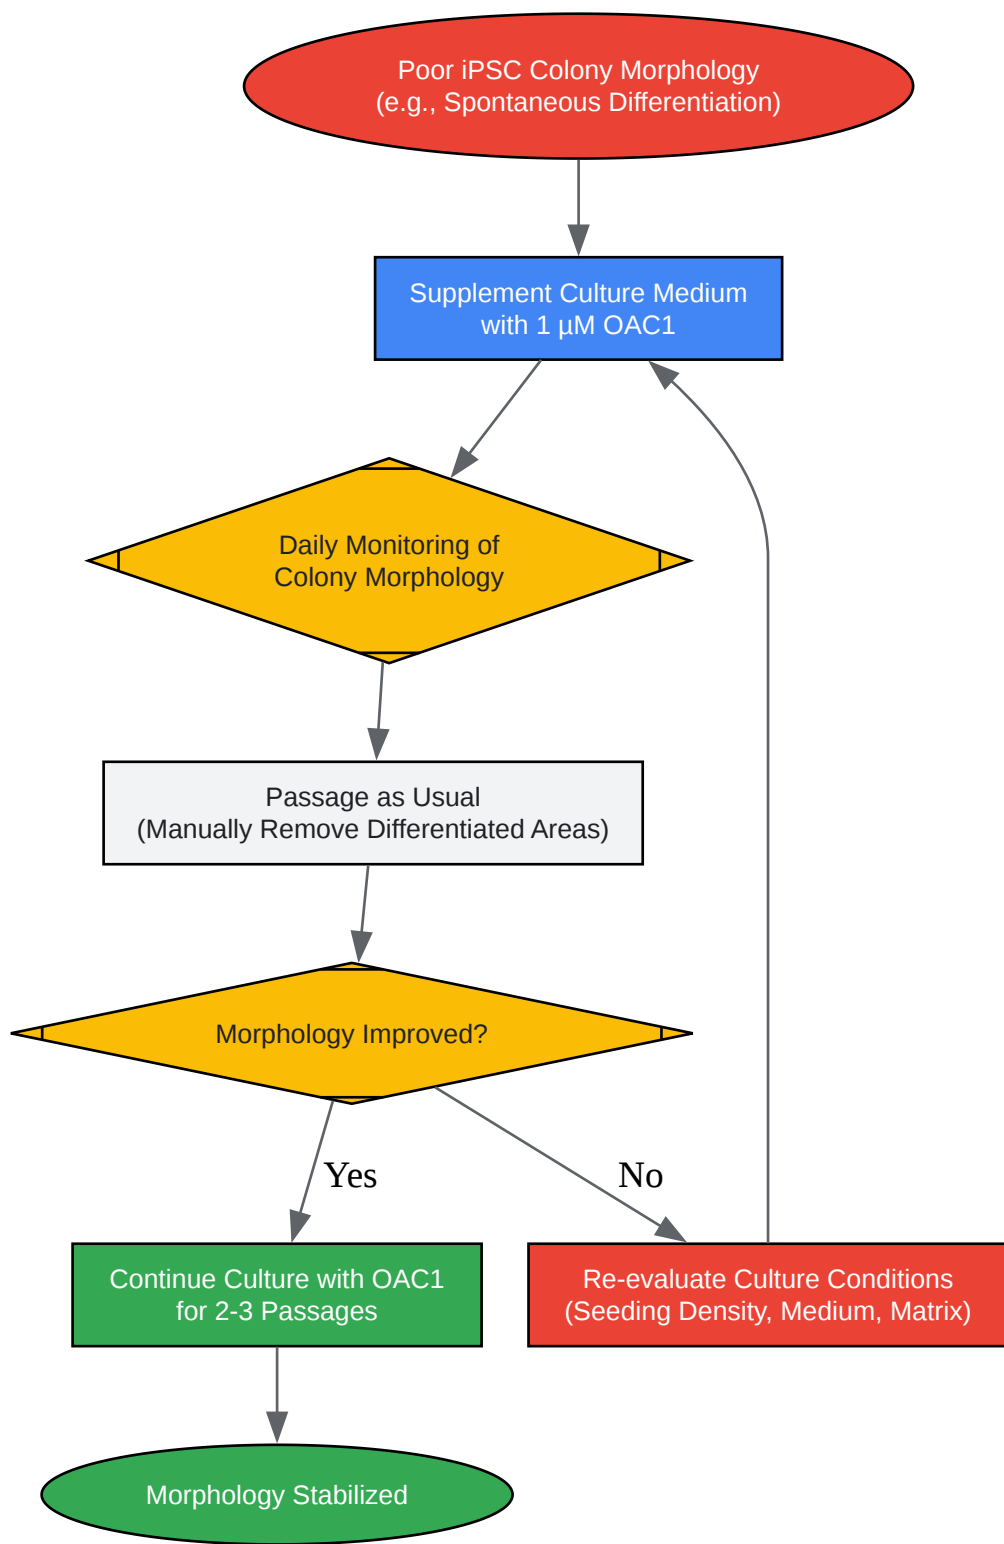 Poor iPSC Colony Morphology
(e.g., Spontaneous Differentiation)
Supplement Culture Medium
with 1 µM OAC1
Daily Monitoring of
Colony Morphology
Passage as Usual
(Manually Remove Differentiated Areas)
Morphology Improved?
Yes
No
Continue Culture with OAC1
for 2-3 Passages
Re-evaluate Culture Conditions
(Seeding Density, Medium, Matrix)
Morphology Stabilized